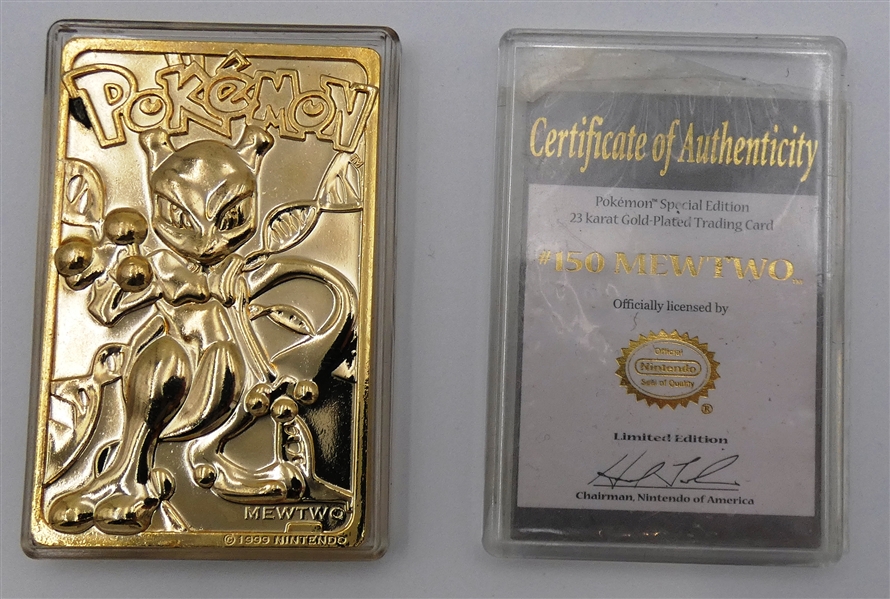 POKéMON
™
MEWTWO
© 1999 NINTENDO
Certificate of Authenticity
Pokémon™ Special Edition
23 karat Gold-Plated Trading Card
#150 MEWTWO™
Officially licensed by
Official
Nintendo
Seal of Quality
®
Limited Edition
Chairman, Nintendo of America